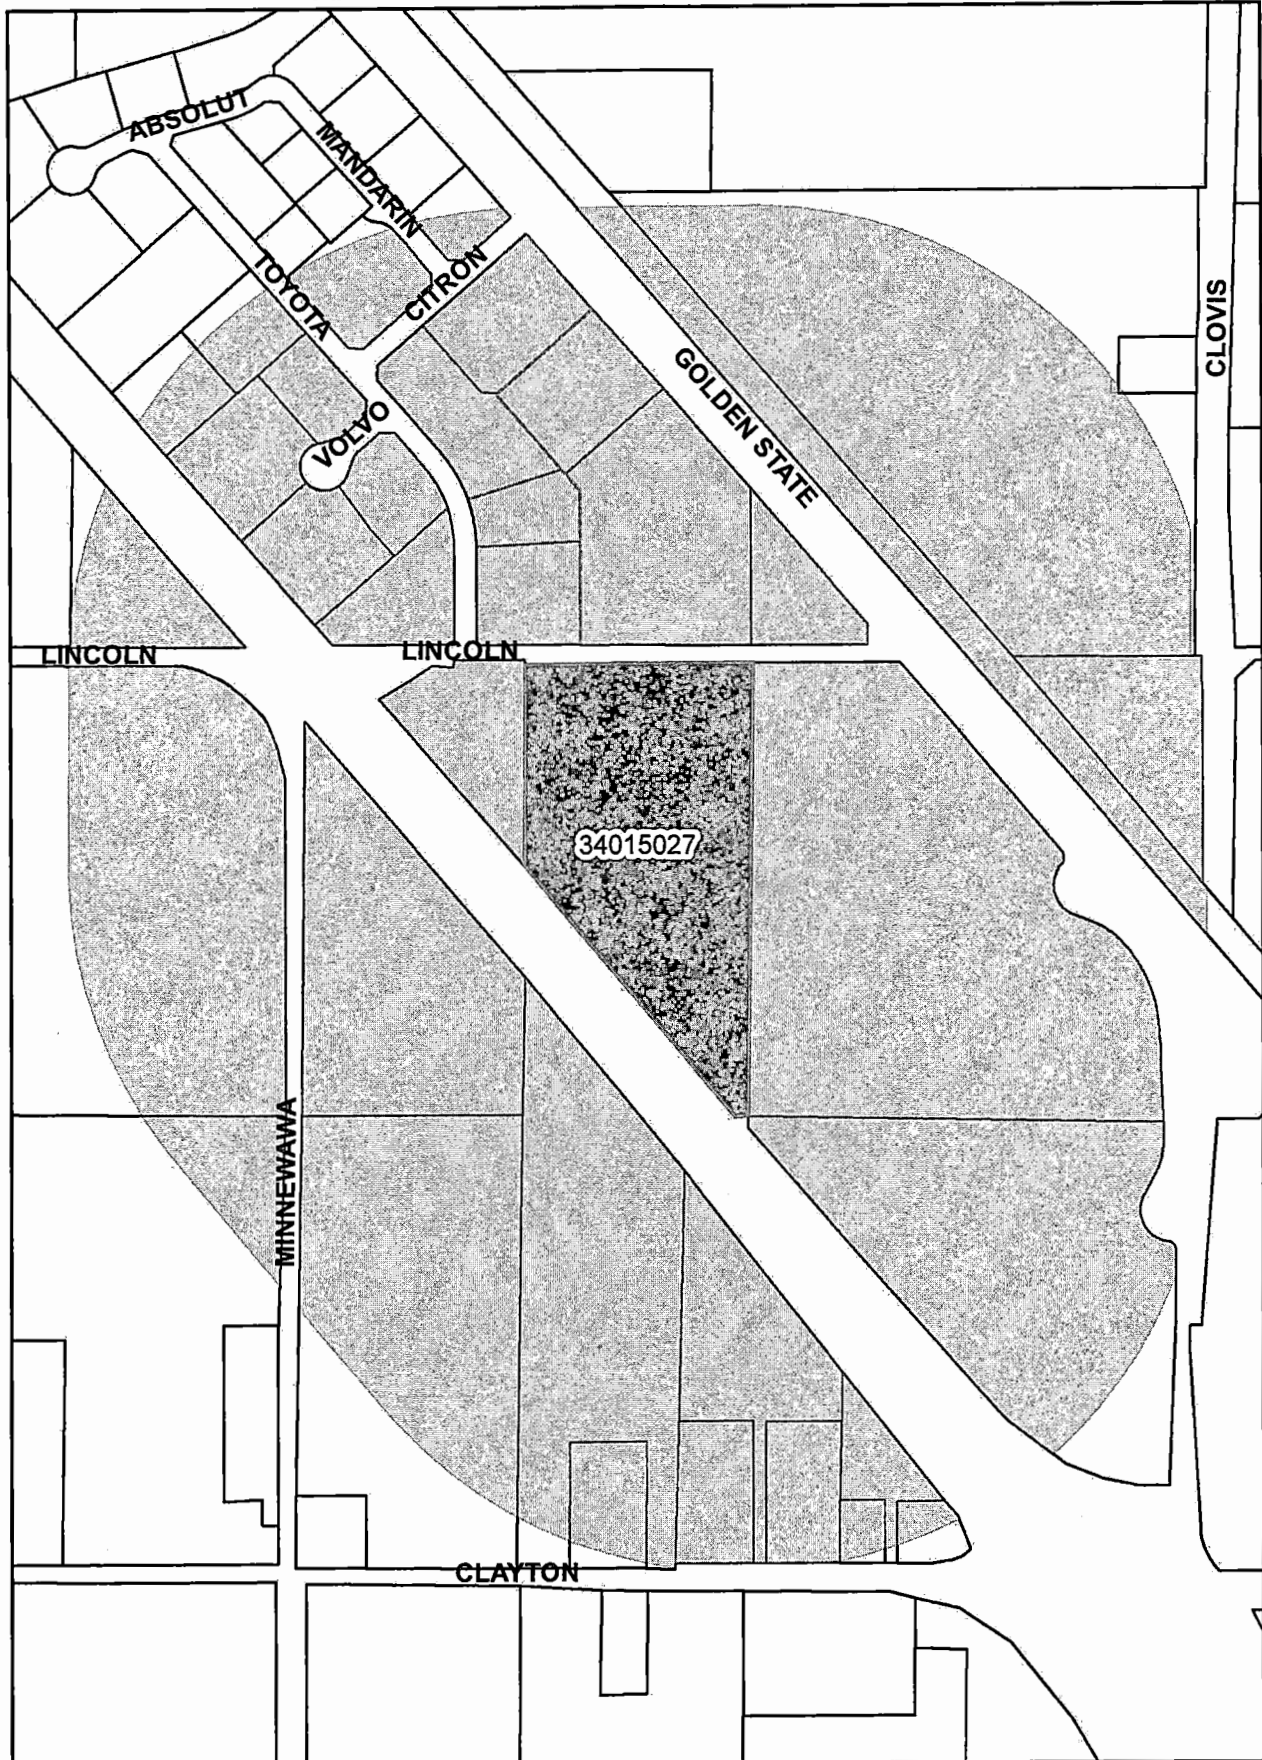 ABSOLUT
MANDARIN
TOYOTA
CITRON
CLOVIS
GOLDEN STATE
VOLVO
LINCOLN
LINCOLN
34015027
MINNEWAWA
CLAYTON